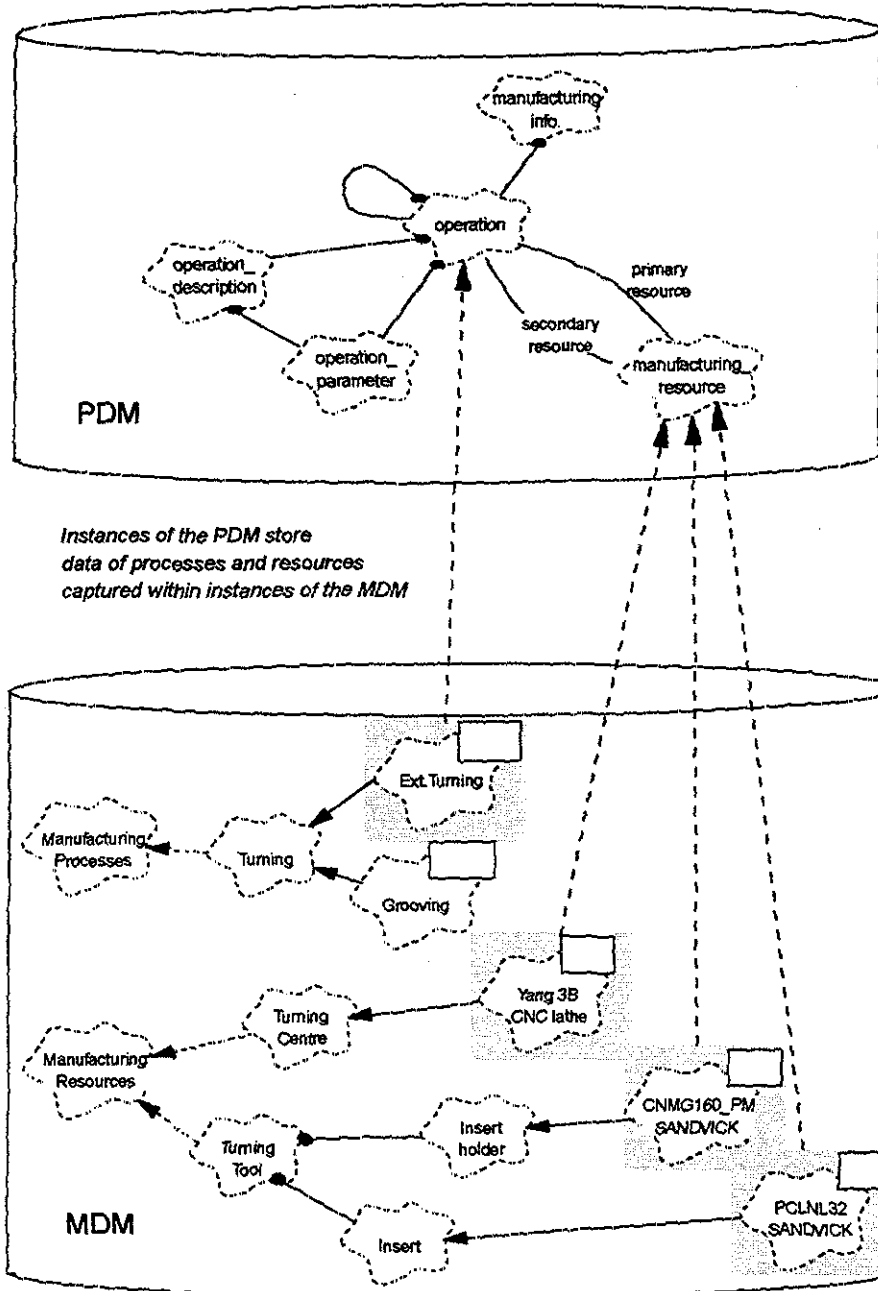 manufacturing
info.
operation
operation_
description
primary
resource
secondary
resource
operation_
parameter
manufacturing_
resource
PDM
Instances of the PDM store
data of processes and resources
captured within instances of the MDM
Ext.Turning
Manufacturing
Processes
Turning
Grooving
Yang 3B
CNC lathe
Turning
Centre
Manufacturing
Resources
CNMG160_PM
SANDVICK
Insert
holder
Turning
Tool
PCLNL32
SANDVICK
MDM
Insert